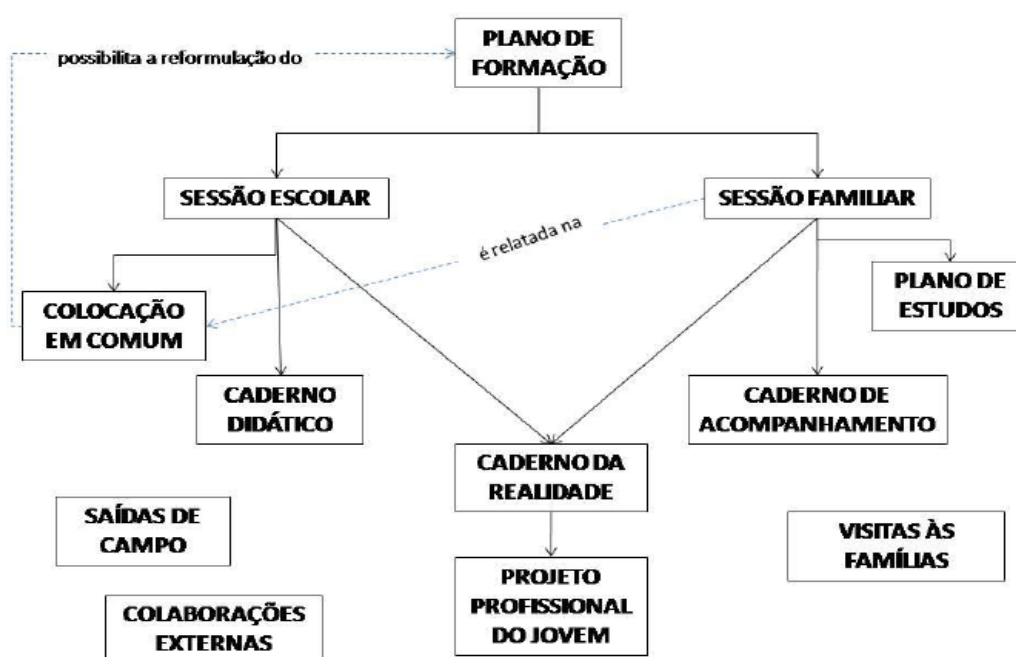 PLANO DE
FORMAÇÃO
possibilita a reformulação do
SESSÃO ESCOLAR
SESSÃO FAMILIAR
é relatada na
COLOCAÇÃO
EM COMUM
PLANO DE
ESTUDOS
CADERNO
DIDÁTICO
CADERNO DE
ACOMPANHAMENTO
CADERNO DA
REALIDADE
SAÍDAS DE
CAMPO
VISITAS ÀS
FAMÍLIAS
PROJETO
PROFISSIONAL
DO JOVEM
COLABORAÇÕES
EXTERNAS